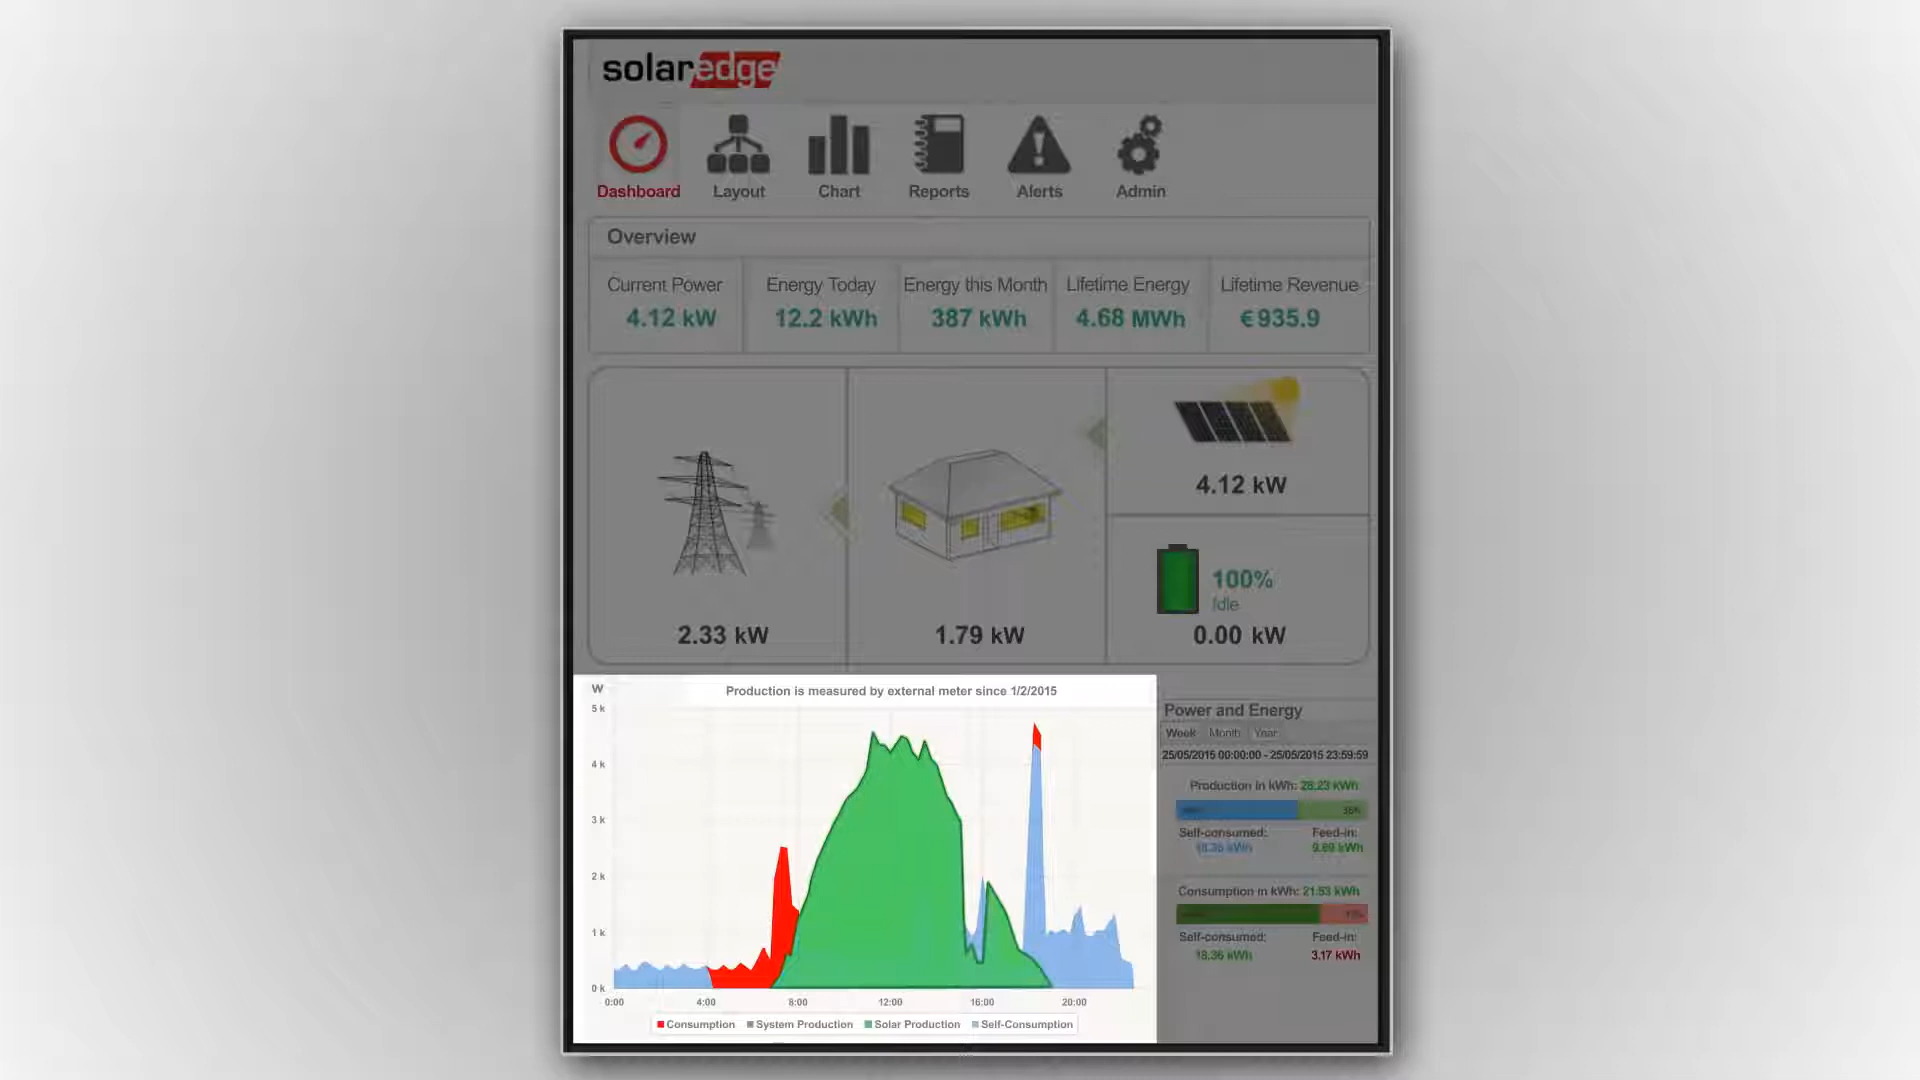 solaredge
Dashboard Layout Chart Reports Alerts Admin
Overview
Current Power Energy Today Energy this Month Lifetime Energy Lifetime Revenue
4.12 kW 12.2 kWh 387 kWh 4.68 MWh €935.9
4.12 kW
100%
Idle
2.33 kW 1.79 kW 0.00 kW
W Production is measured by external meter since 1/2/2015
5 k
4 k
3 k
2 k
1 k
0 k
0:00 4:00 8:00 12:00 16:00 20:00
Consumption System Production Solar Production Self-Consumption
Power and Energy
Week Month Year
25/05/2015 00:00:00 - 25/05/2015 23:59:59
Production in kWh: 28.23 kWh
Self-consumed: Feed-in:
18.36 kWh 9.89 kWh
Consumption in kWh: 21.53 kWh
Self-consumed: Feed-in:
18.36 kWh 3.17 kWh